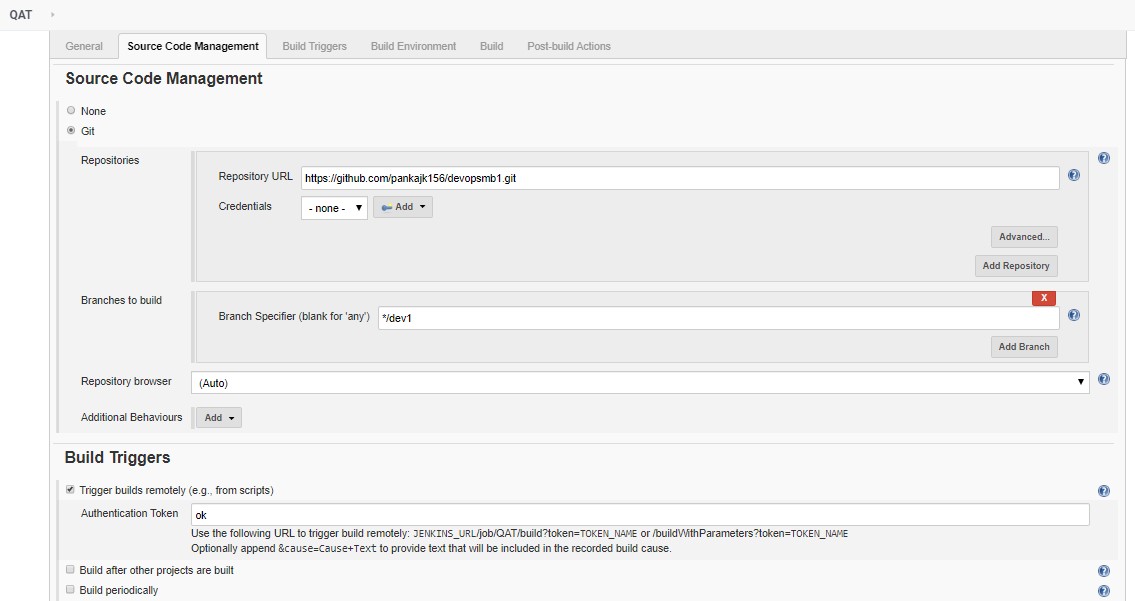 QAT
General Source Code Management Build Triggers Build Environment Build Post-build Actions
Source Code Management
None
Git
Repositories
Repository URL https://github.com/pankajk156/devopsmb1.git
Credentials - none - Add
Advanced...
Add Repository
Branches to build
X
Branch Specifier (blank for 'any') */dev1
Add Branch
Repository browser (Auto)
Additional Behaviours Add
Build Triggers
Trigger builds remotely (e.g., from scripts)
Authentication Token ok
Use the following URL to trigger build remotely: JENKINS_URL/job/QAT/build?token=TOKEN_NAME or /buildWithParameters?token=TOKEN_NAME
Optionally append &cause=Cause+Text to provide text that will be included in the recorded build cause.
Build after other projects are built
Build periodically